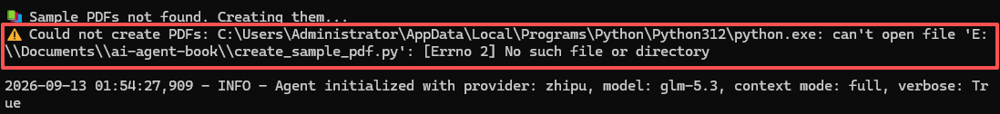 📚 Sample PDFs not found. Creating them...
⚠️ Could not create PDFs: C:\Users\Administrator\AppData\Local\Programs\Python\Python312\python.exe: can't open file 'E:
\\Documents\\ai-agent-book\\create_sample_pdf.py': [Errno 2] No such file or directory
2026-09-13 01:54:27,909 - INFO - Agent initialized with provider: zhipu, model: glm-5.3, context mode: full, verbose: Tr
ue